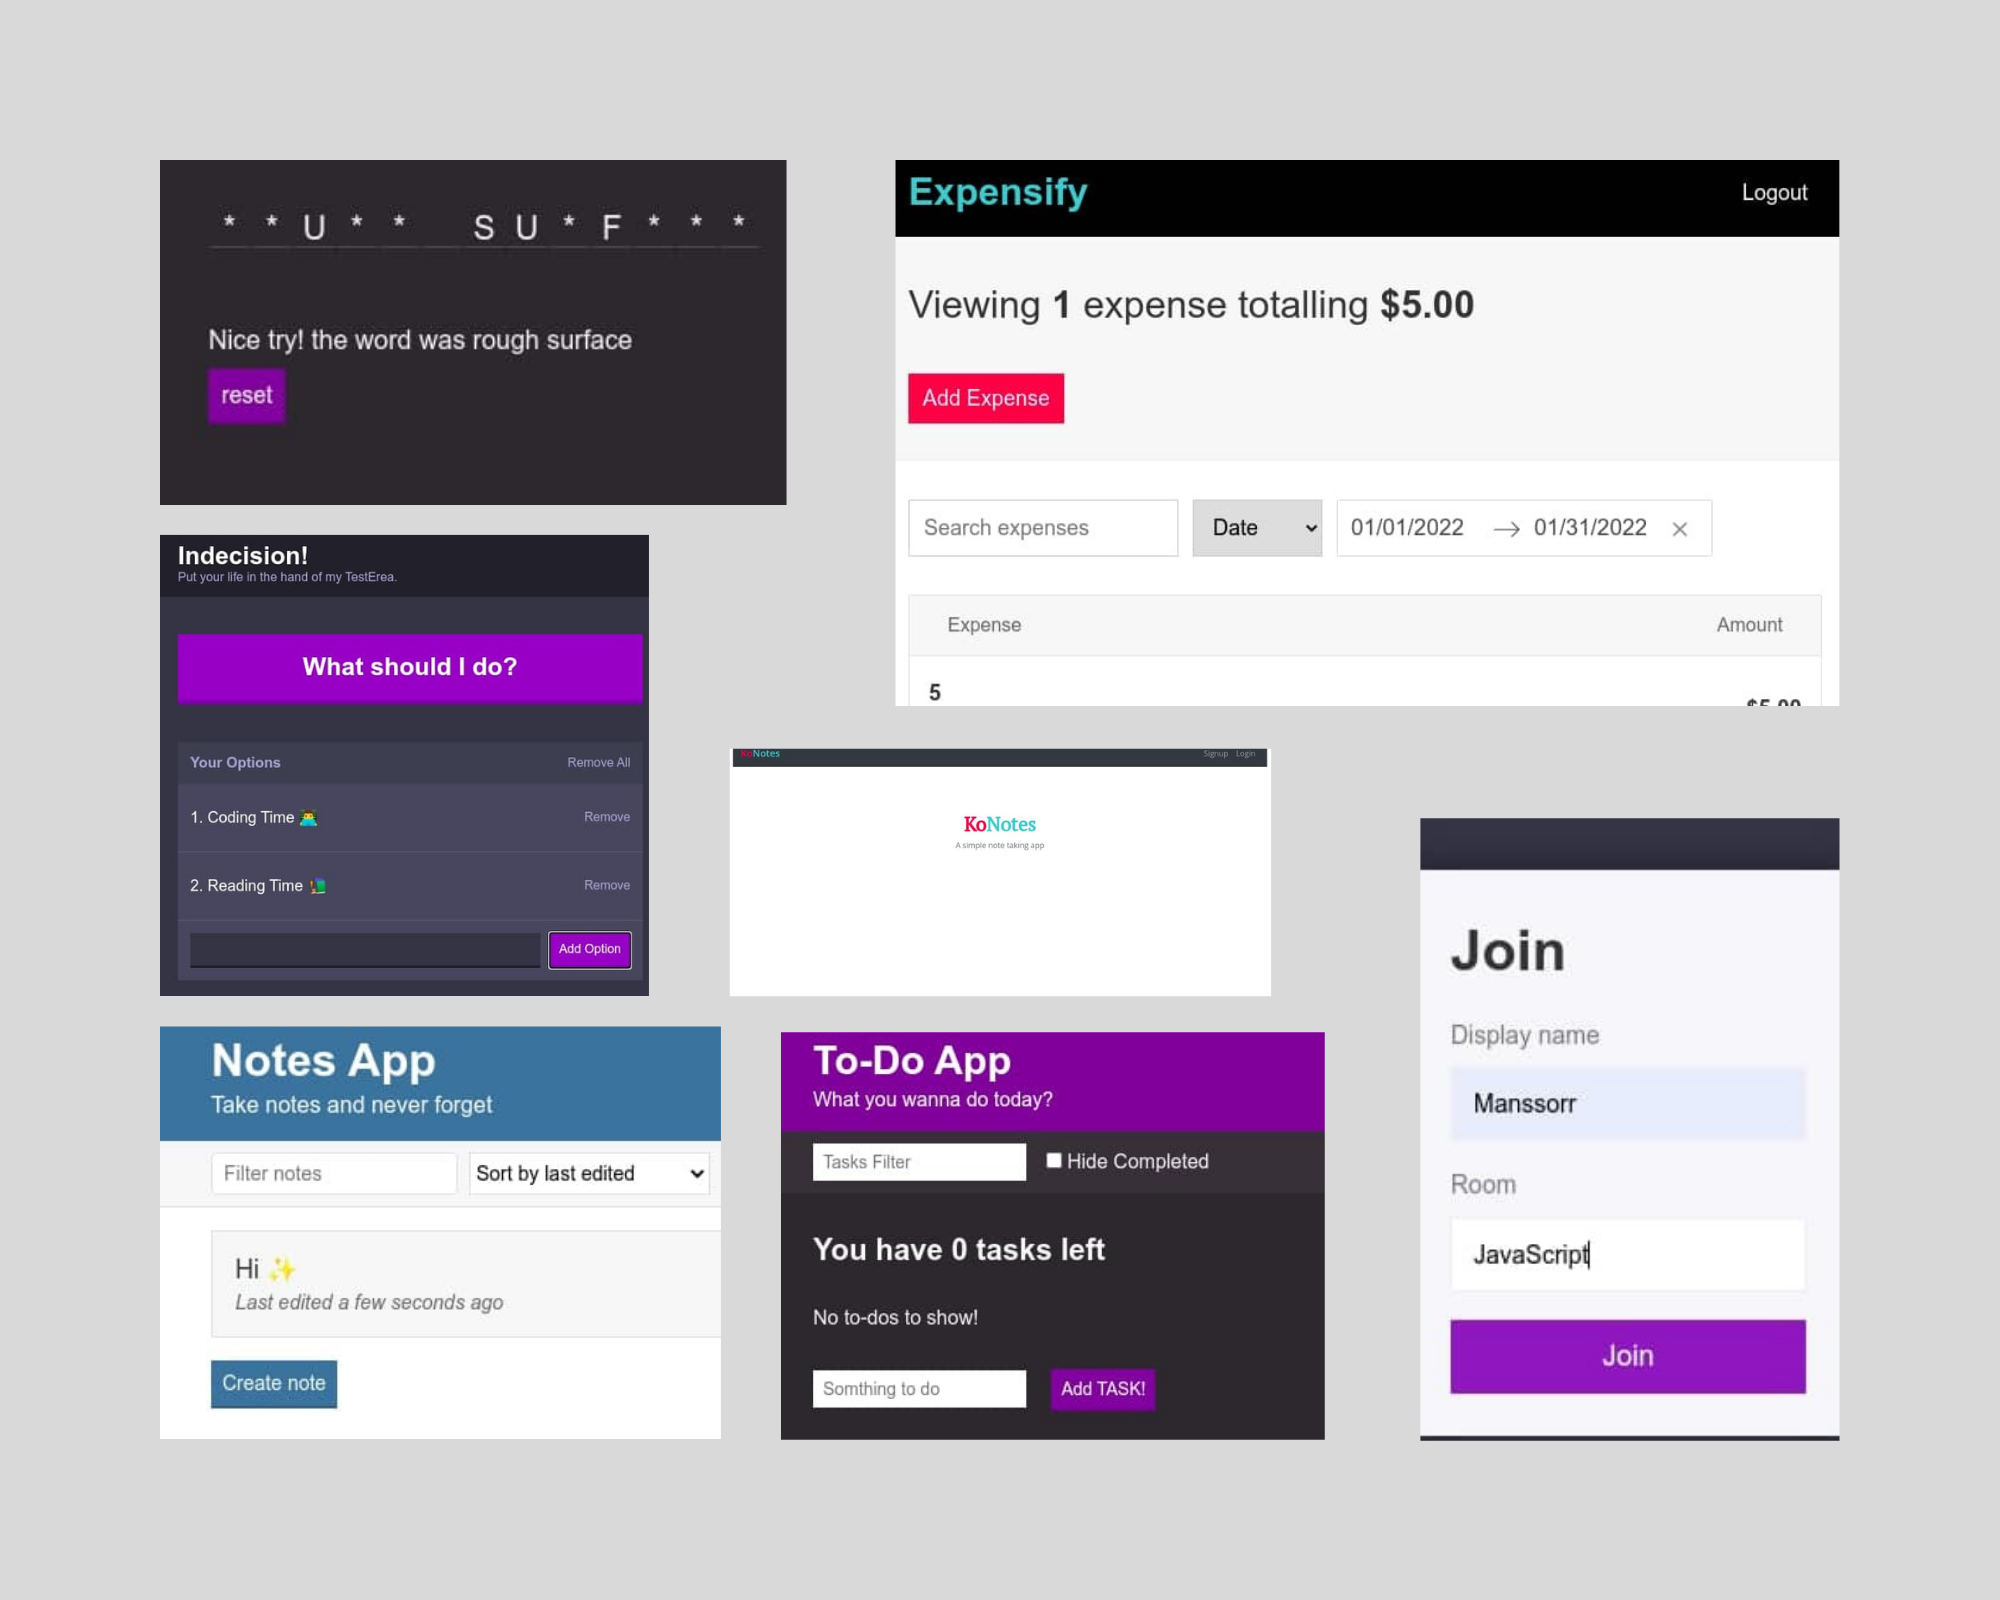 * * U * *   S U * F * * *
Nice try! the word was rough surface
reset
Expensify
Logout
Viewing 1 expense totalling $5.00
Add Expense
Search expenses
Date
01/01/2022 → 01/31/2022 ×
Expense
Amount
5
$5.00
Indecision!
Put your life in the hand of my TestErea.
What should I do?
Your Options
Remove All
1. Coding Time 👨‍💻
Remove
2. Reading Time
Remove
Add Option
KoNotes
Signup Login
KoNotes
A simple note taking app
Notes App
Take notes and never forget
Filter notes
Sort by last edited
Hi ✨
Last edited a few seconds ago
Create note
To-Do App
What you wanna do today?
Tasks Filter
Hide Completed
You have 0 tasks left
No to-dos to show!
Somthing to do
Add TASK!
Join
Display name
Manssorr
Room
JavaScript
Join